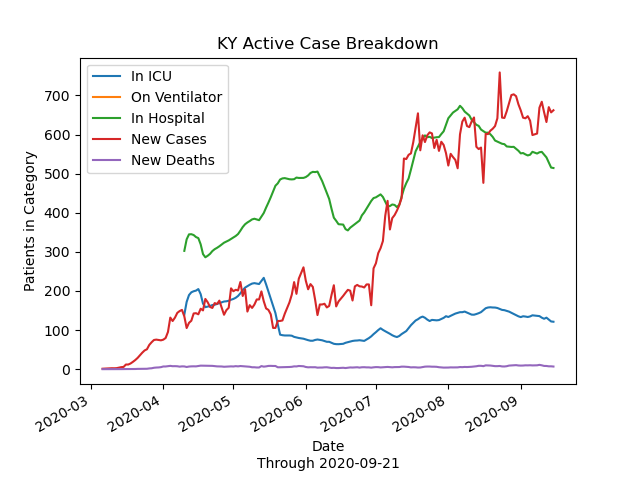 KY Active Case Breakdown
In ICU
On Ventilator
In Hospital
New Cases
New Deaths
Patients in Category
700
600
500
400
300
200
100
0
2020-03
2020-04
2020-05
2020-06
2020-07
2020-08
2020-09
Date
Through 2020-09-21